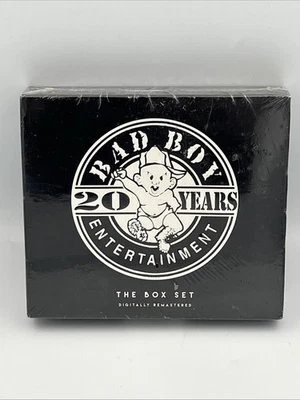 BAD BOY
20 YEARS
ENTERTAINMENT
THE BOX SET
DIGITALLY REMASTERED